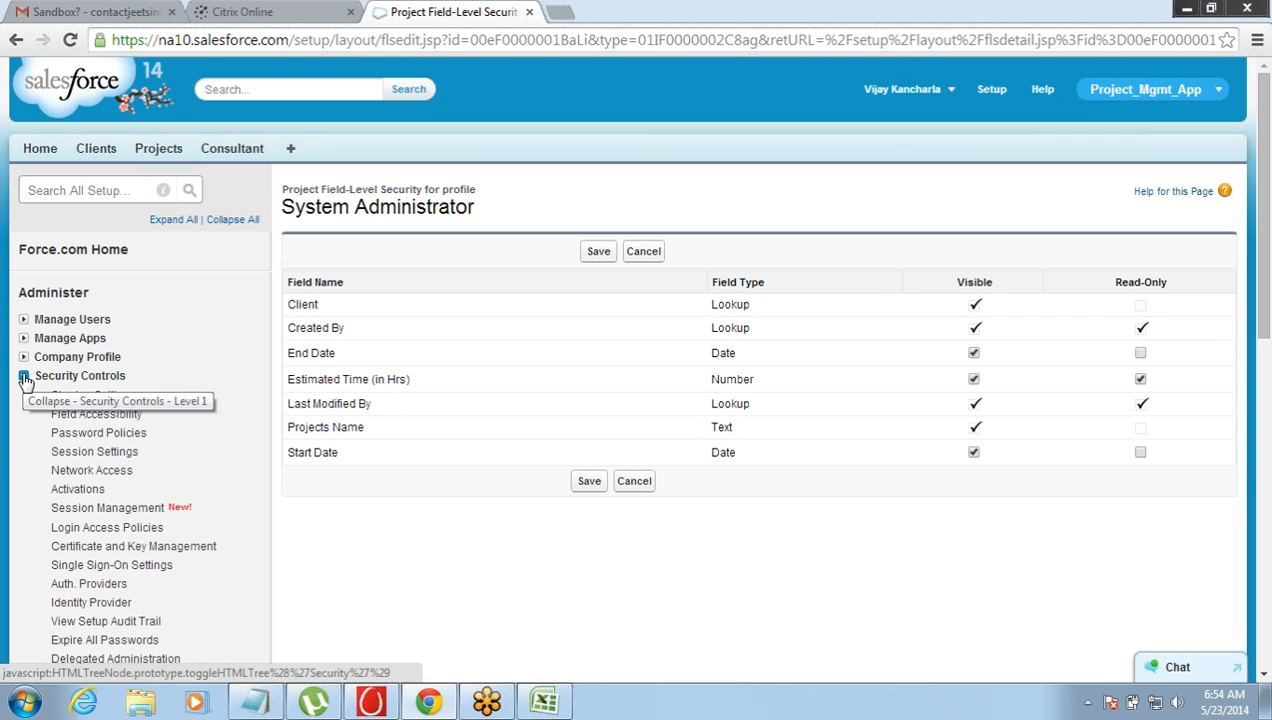 Sandbox? - contactjeetsin
Citrix Online
Project Field-Level Securit
https://na10.salesforce.com/setup/layout/flsedit.jsp?id=00eF0000001BaLi&type=01IF0000002C8ag&retURL=%2Fsetup%2Flayout%2Fflsdetail.jsp%3Fid%3D00eF0000001
salesforce 14
Search...
Search
Vijay Kancharla
Setup
Help
Project_Mgmt_App
Home
Clients
Projects
Consultant
+
Search All Setup...
Expand All | Collapse All
Force.com Home
Administer
Manage Users
Manage Apps
Company Profile
Security Controls
Collapse - Security Controls - Level 1
Field Accessibility
Password Policies
Session Settings
Network Access
Activations
Session Management New!
Login Access Policies
Certificate and Key Management
Single Sign-On Settings
Auth. Providers
Identity Provider
View Setup Audit Trail
Expire All Passwords
Delegated Administration
Project Field-Level Security for profile
System Administrator
Help for this Page ?
Save Cancel
Field Name Field Type Visible Read-Only
Client Lookup
Created By Lookup
End Date Date
Estimated Time (in Hrs) Number
Last Modified By Lookup
Projects Name Text
Start Date Date
Save Cancel
Chat
javascript:HTMLTreeNode.prototype.toggleHTMLTree%28%27Security%27%29
6:54 AM
5/23/2014